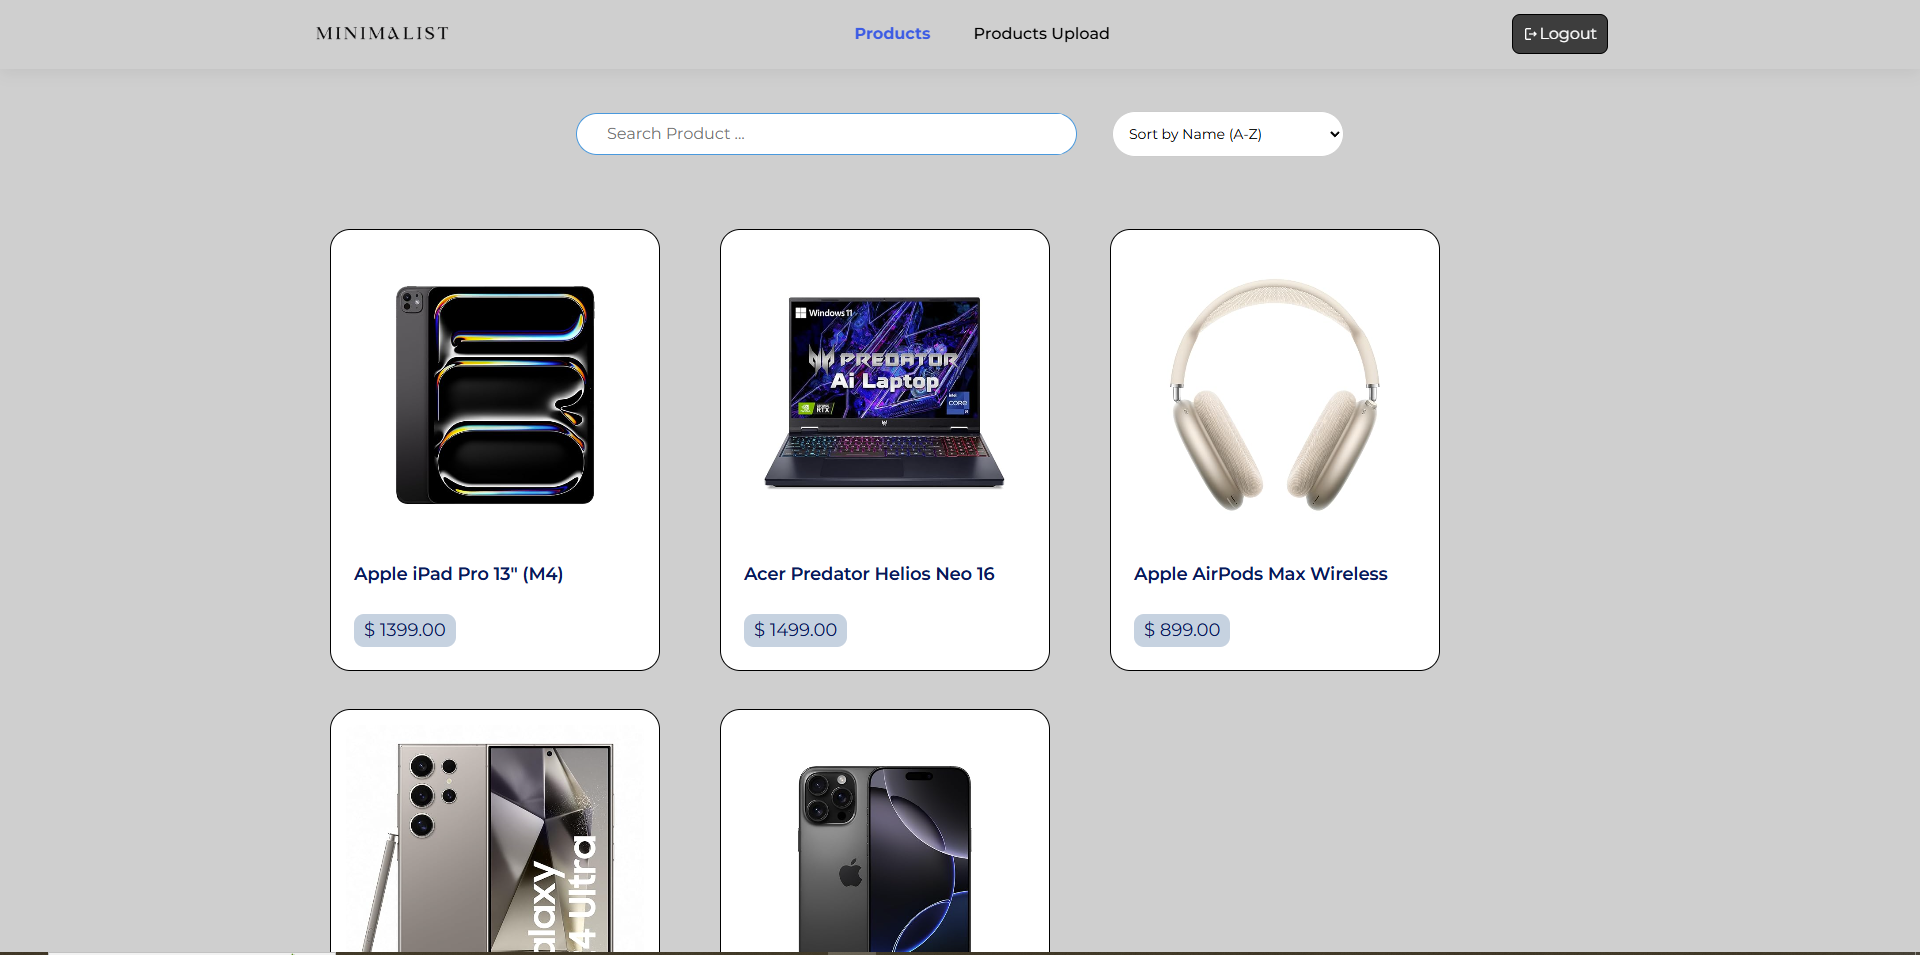 MINIMALIST
Products
Products Upload
Logout
Search Product ...
Sort by Name (A-Z)
Windows 11
PREDATOR
Ai Laptop
RTX
CORE
Apple iPad Pro 13" (M4)
Acer Predator Helios Neo 16
Apple AirPods Max Wireless
$ 1399.00
$ 1499.00
$ 899.00
alaxy
4 Ultra